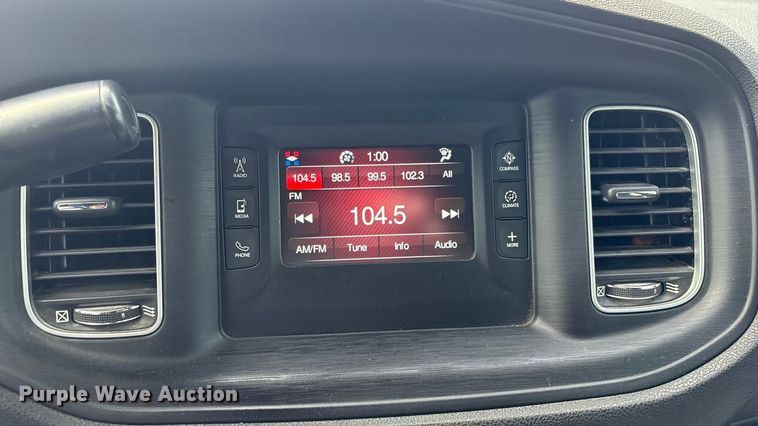 1:00
RADIO
COMPASS
104.5 98.5 99.5 102.3 All
FM
MEDIA
CLIMATE
104.5
AM/FM Tune Info Audio
PHONE
MORE
Purple Wave Auction